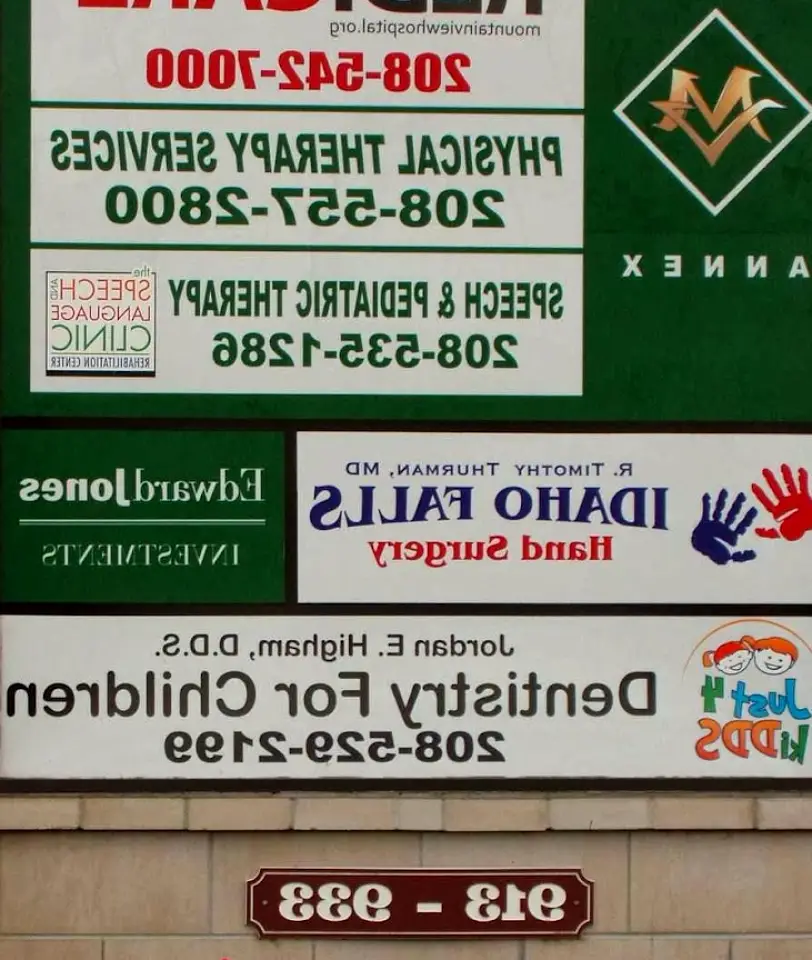 mountainviewhospital.org
208-542-7000
PHYSICAL THERAPY SERVICES
208-557-2800
ANNEX
SPEECH & PEDIATRIC THERAPY
208-535-1286
the
SPEECH
AND
LANGUAGE
CLINIC
REHABILITATION CENTER
R. TIMOTHY THURMAN, MD
IDAHO FALLS
Hand Surgery
EdwardJones
INVESTMENTS
Just 4
kiDDS
Jordan E. Higham, D.D.S.
Dentistry For Children
208-529-2199
913 - 933